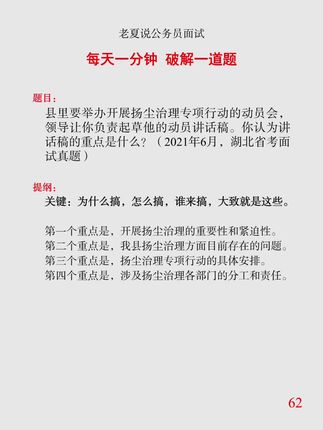 老夏说公务员面试
每天一分钟 破解一道题
题目：
县里要举办开展扬尘治理专项行动的动员会，
领导让你负责起草他的动员讲话稿。你认为讲
话稿的重点是什么？（2021年6月，湖北省考面
试真题）
提纲：
关键：为什么搞，怎么搞，谁来搞，大致就是这些。
第一个重点是，开展扬尘治理的重要性和紧迫性。
第二个重点是，我县扬尘治理方面目前存在的问题。
第三个重点是，扬尘治理专项行动的具体安排。
第四个重点是，涉及扬尘治理各部门的分工和责任。
62